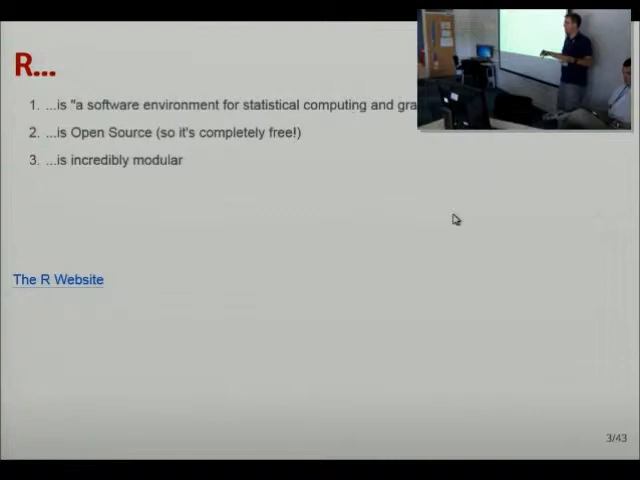 R...
1. ...is "a software environment for statistical computing and gra
2. ...is Open Source (so it's completely free!)
3. ...is incredibly modular
The R Website
3/43